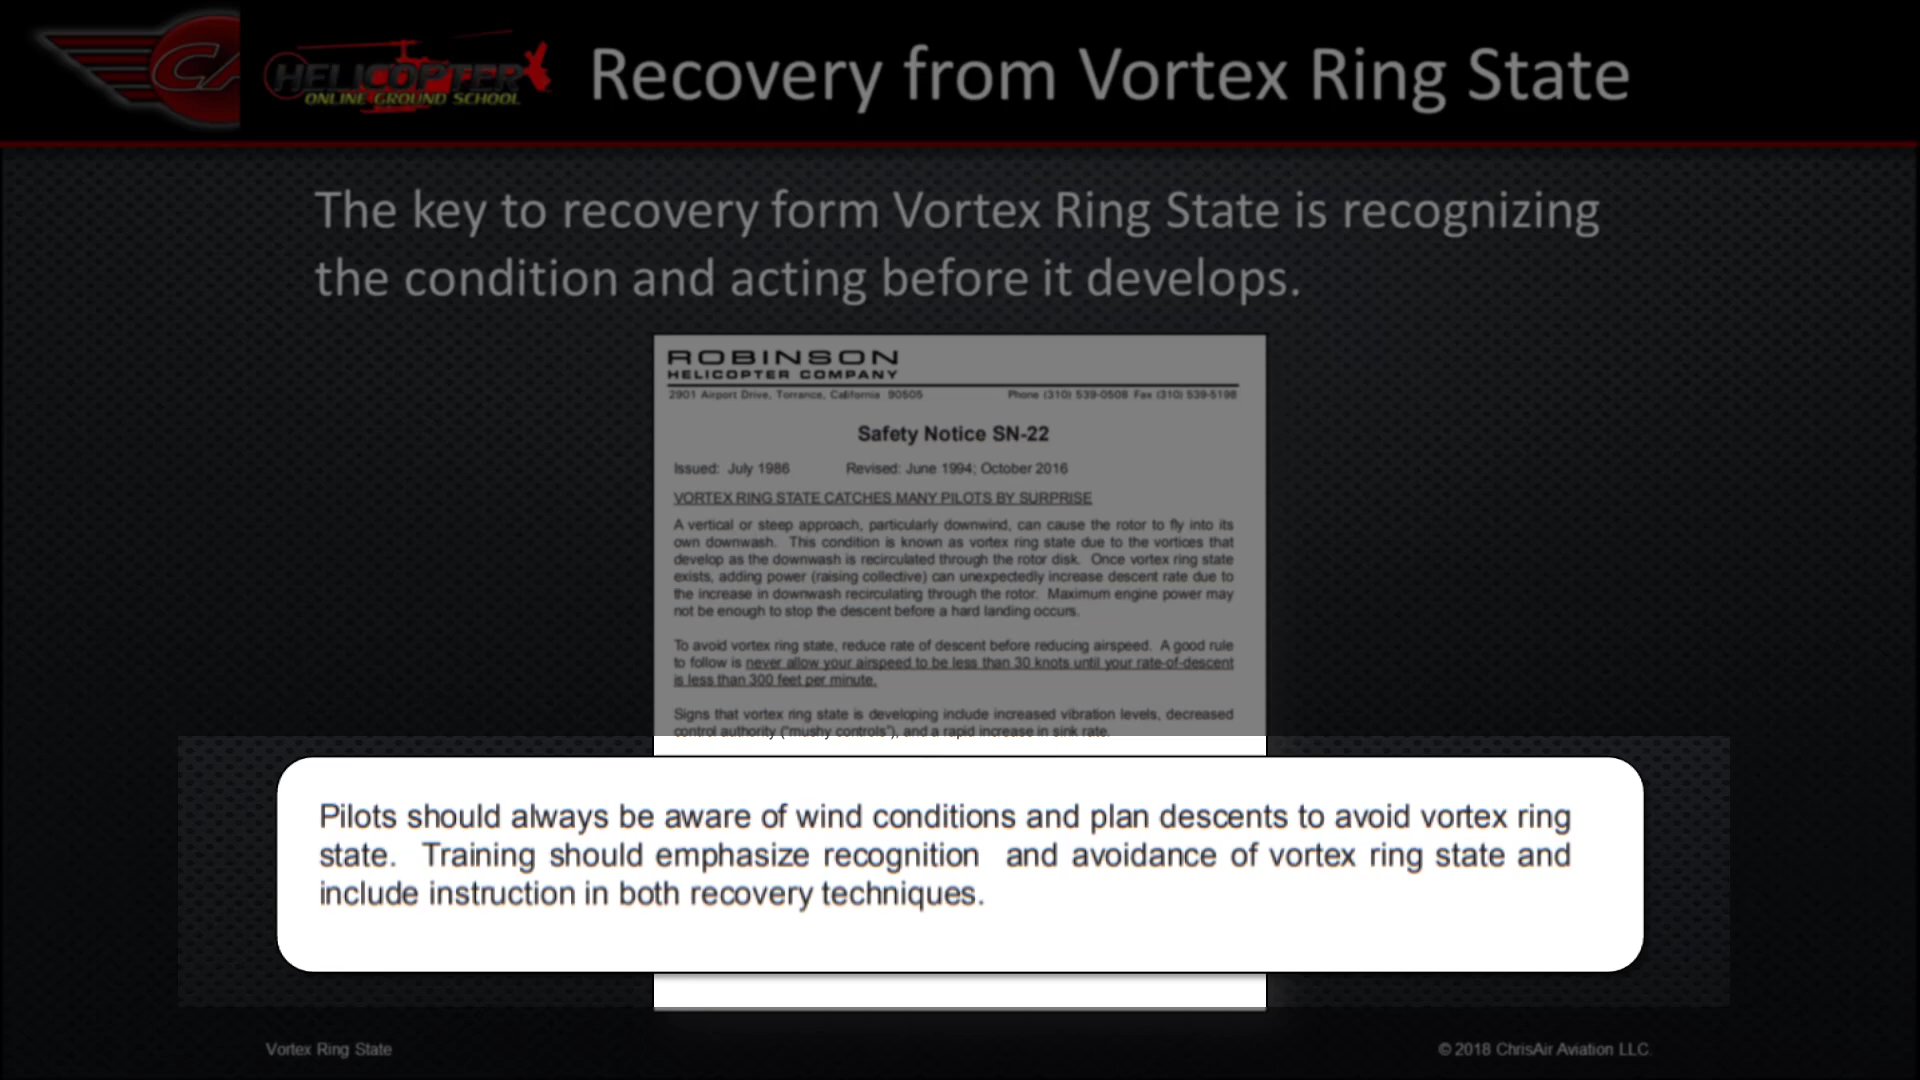 CA
HELICOPTER
ONLINE GROUND SCHOOL
Recovery from Vortex Ring State
The key to recovery form Vortex Ring State is recognizing
the condition and acting before it develops.
ROBINSON
HELICOPTER COMPANY
2901 Airport Drive, Torrance, California 90505 Phone (310) 539-0508 Fax (310) 539-5198
Safety Notice SN-22
Issued: July 1986 Revised: June 1994; October 2016
VORTEX RING STATE CATCHES MANY PILOTS BY SURPRISE
A vertical or steep approach, particularly downwind, can cause the rotor to fly into its
own downwash. This condition is known as vortex ring state due to the vortices that
develop as the downwash is recirculated through the rotor disk. Once vortex ring state
exists, adding power (raising collective) can unexpectedly increase descent rate due to
the increase in downwash recirculating through the rotor. Maximum engine power may
not be enough to stop the descent before a hard landing occurs.
To avoid vortex ring state, reduce rate of descent before reducing airspeed. A good rule
to follow is never allow your airspeed to be less than 30 knots until your rate-of-descent
is less than 300 feet per minute.
Signs that vortex ring state is developing include increased vibration levels, decreased
control authority ("mushy controls"), and a rapid increase in sink rate.
Pilots should always be aware of wind conditions and plan descents to avoid vortex ring
state. Training should emphasize recognition and avoidance of vortex ring state and
include instruction in both recovery techniques.
Vortex Ring State
© 2018 ChrisAir Aviation LLC.